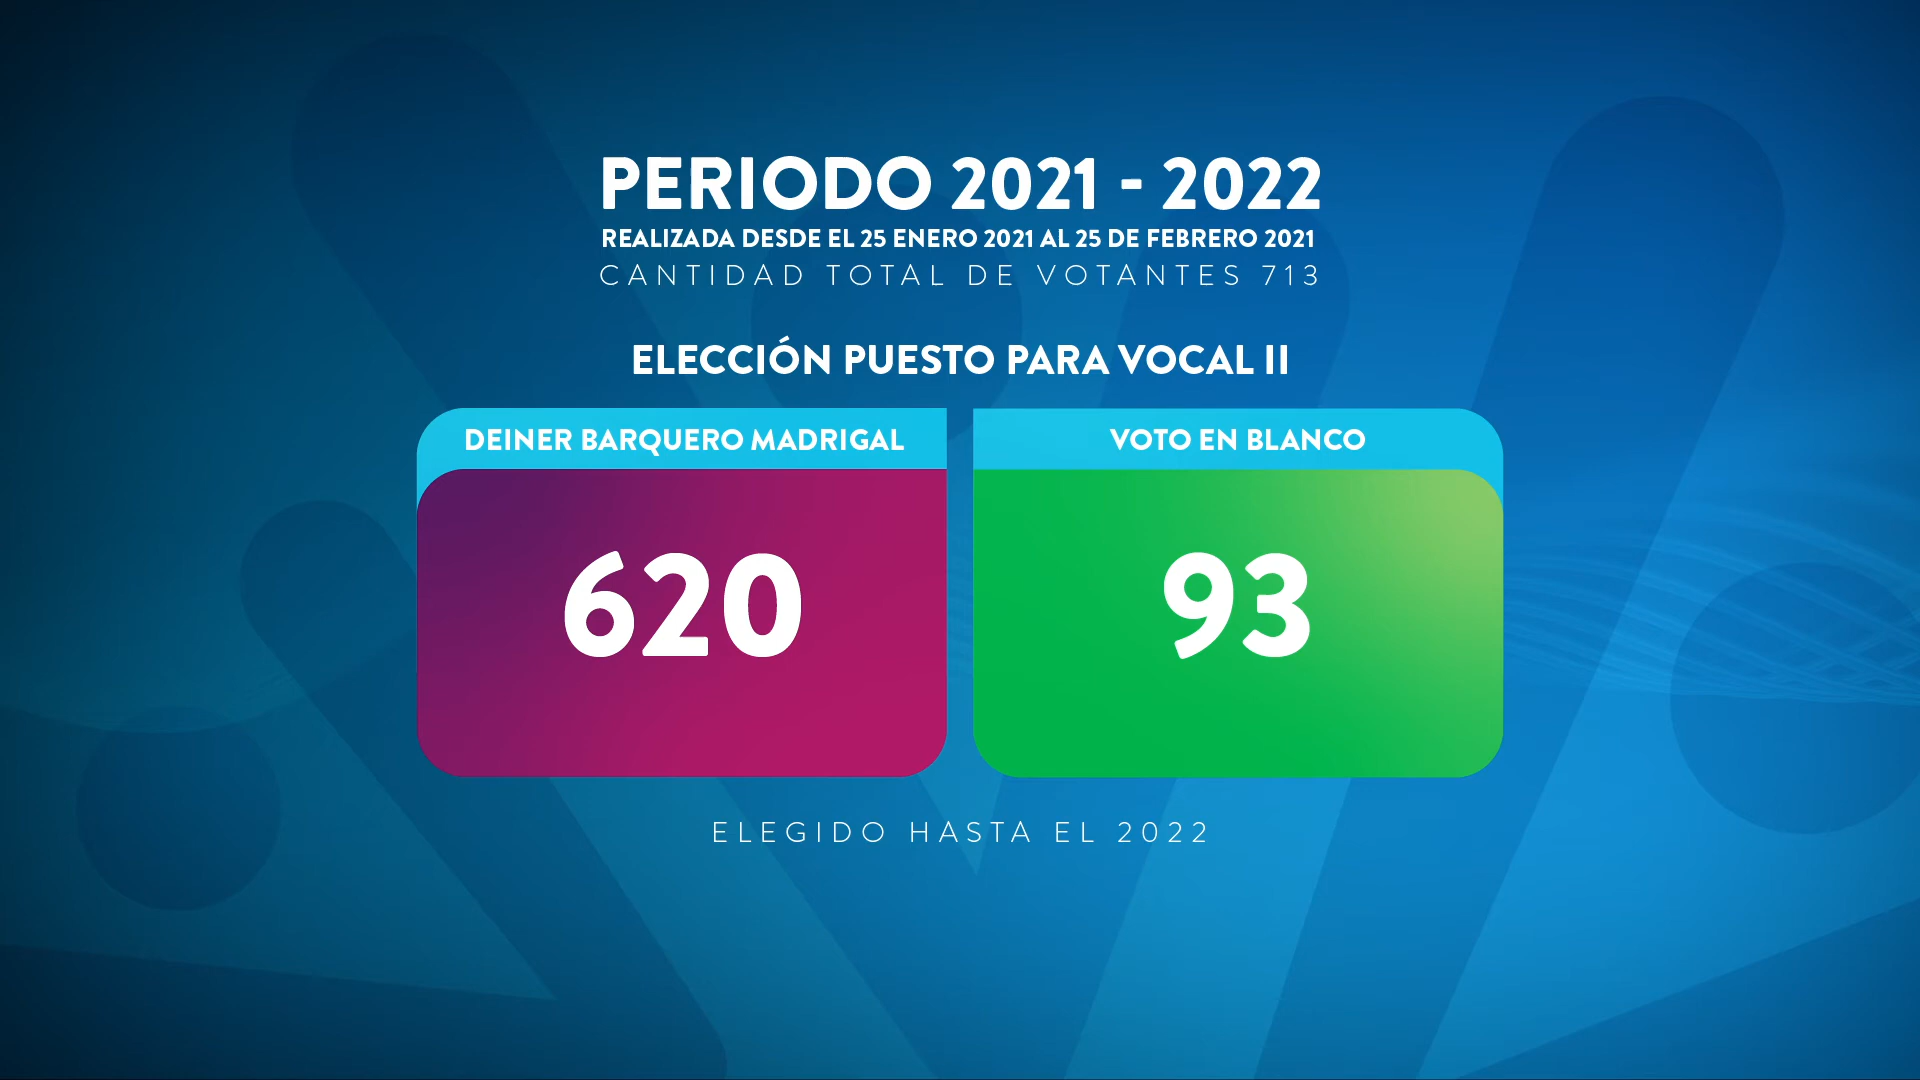 PERIODO 2021 - 2022
REALIZADA DESDE EL 25 ENERO 2021 AL 25 DE FEBRERO 2021
CANTIDAD TOTAL DE VOTANTES 713
ELECCIÓN PUESTO PARA VOCAL II
DEINER BARQUERO MADRIGAL
620
VOTO EN BLANCO
93
ELEGIDO HASTA EL 2022